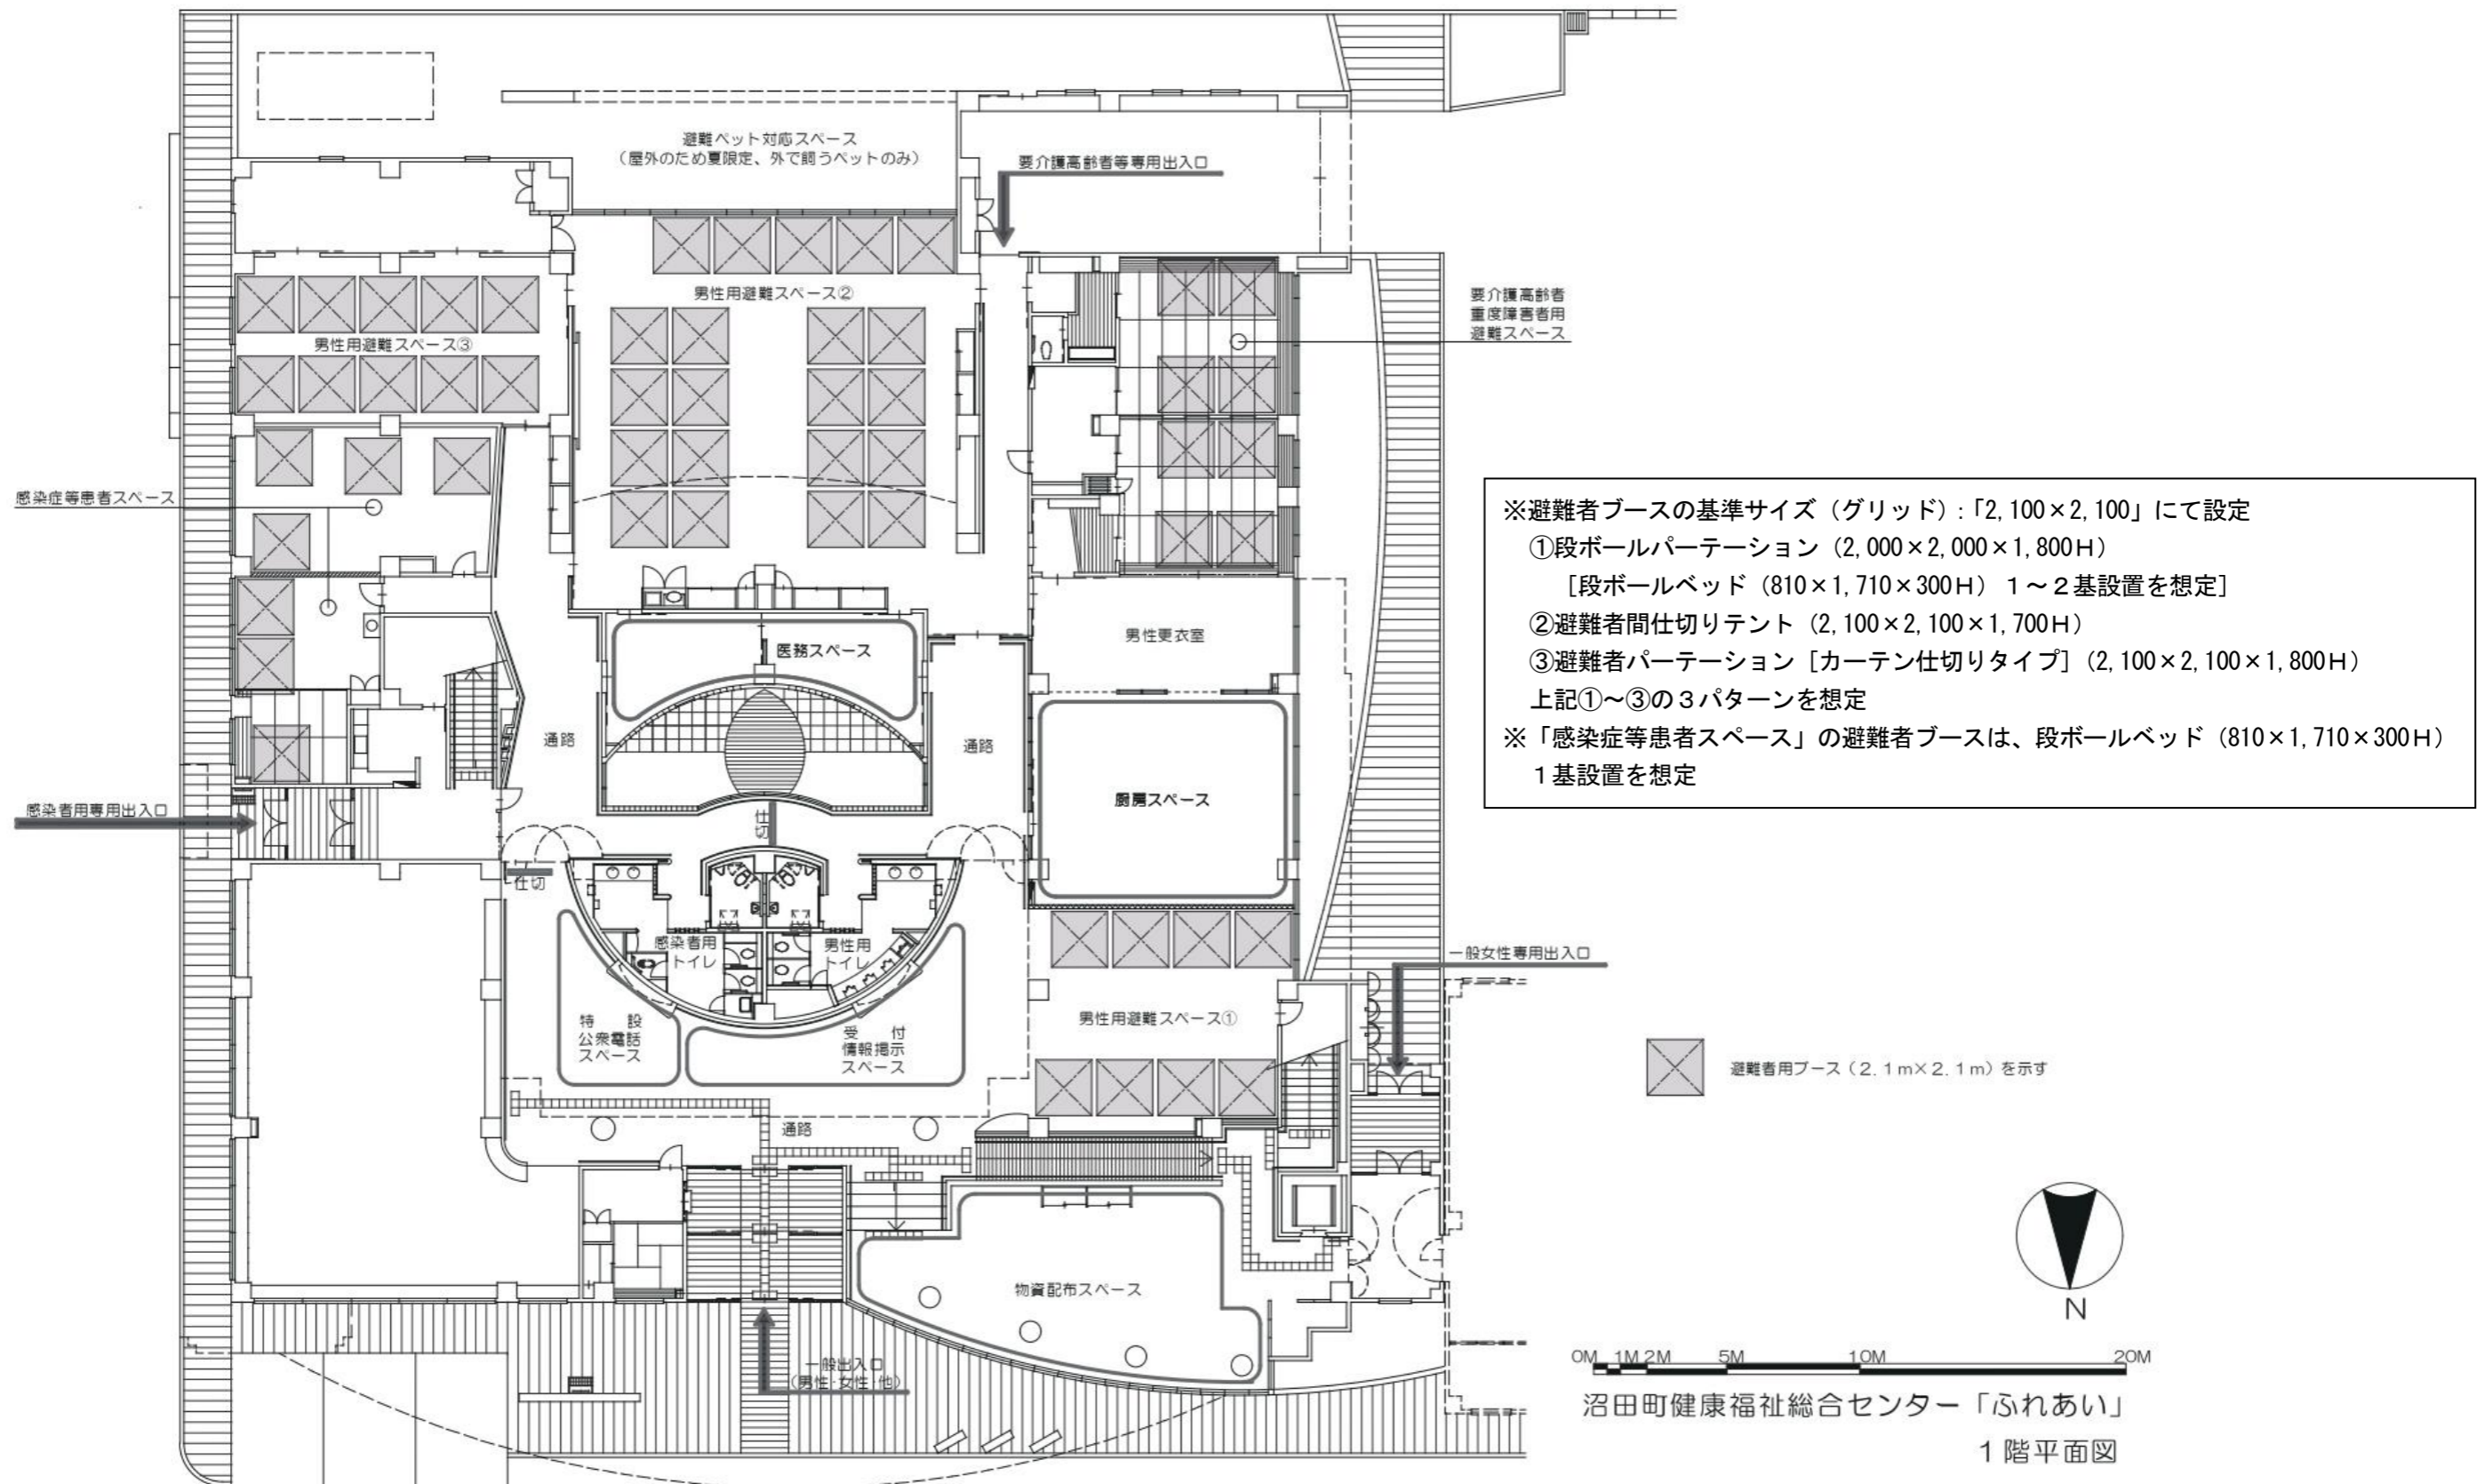 避難ペット対応スペース
(屋外のため夏限定、外で飼うペットのみ)
要介護高齢者等専用出入口
男性用避難スペース②
男性用避難スペース③
要介護高齢者
重度障害者用
避難スペース
感染症等患者スペース
※避難者ブースの基準サイズ（グリッド）:「2,100×2,100」にて設定
①段ボールパーテーション（2,000×2,000×1,800H）
［段ボールベッド（810×1,710×300H）１～２基設置を想定］
②避難者間仕切りテント（2,100×2,100×1,700H）
③避難者パーテーション［カーテン仕切りタイプ］（2,100×2,100×1,800H）
上記①～③の３パターンを想定
※「感染症等患者スペース」の避難者ブースは、段ボールベッド（810×1,710×300H）
１基設置を想定
医務スペース
男性更衣室
通路
通路
厨房スペース
感染者用専用出入口
仕切
仕切
感染者用
トイレ
男性用
トイレ
一般女性専用出入口
特　設
公衆電話
スペース
受　付
情報掲示
スペース
男性用避難スペース①
避難者用ブース（2.1m×2.1m）を示す
通路
物資配布スペース
一般出入口
(男性・女性・他)
N
0M 1M 2M 5M 10M 20M
沼田町健康福祉総合センター「ふれあい」
１階平面図